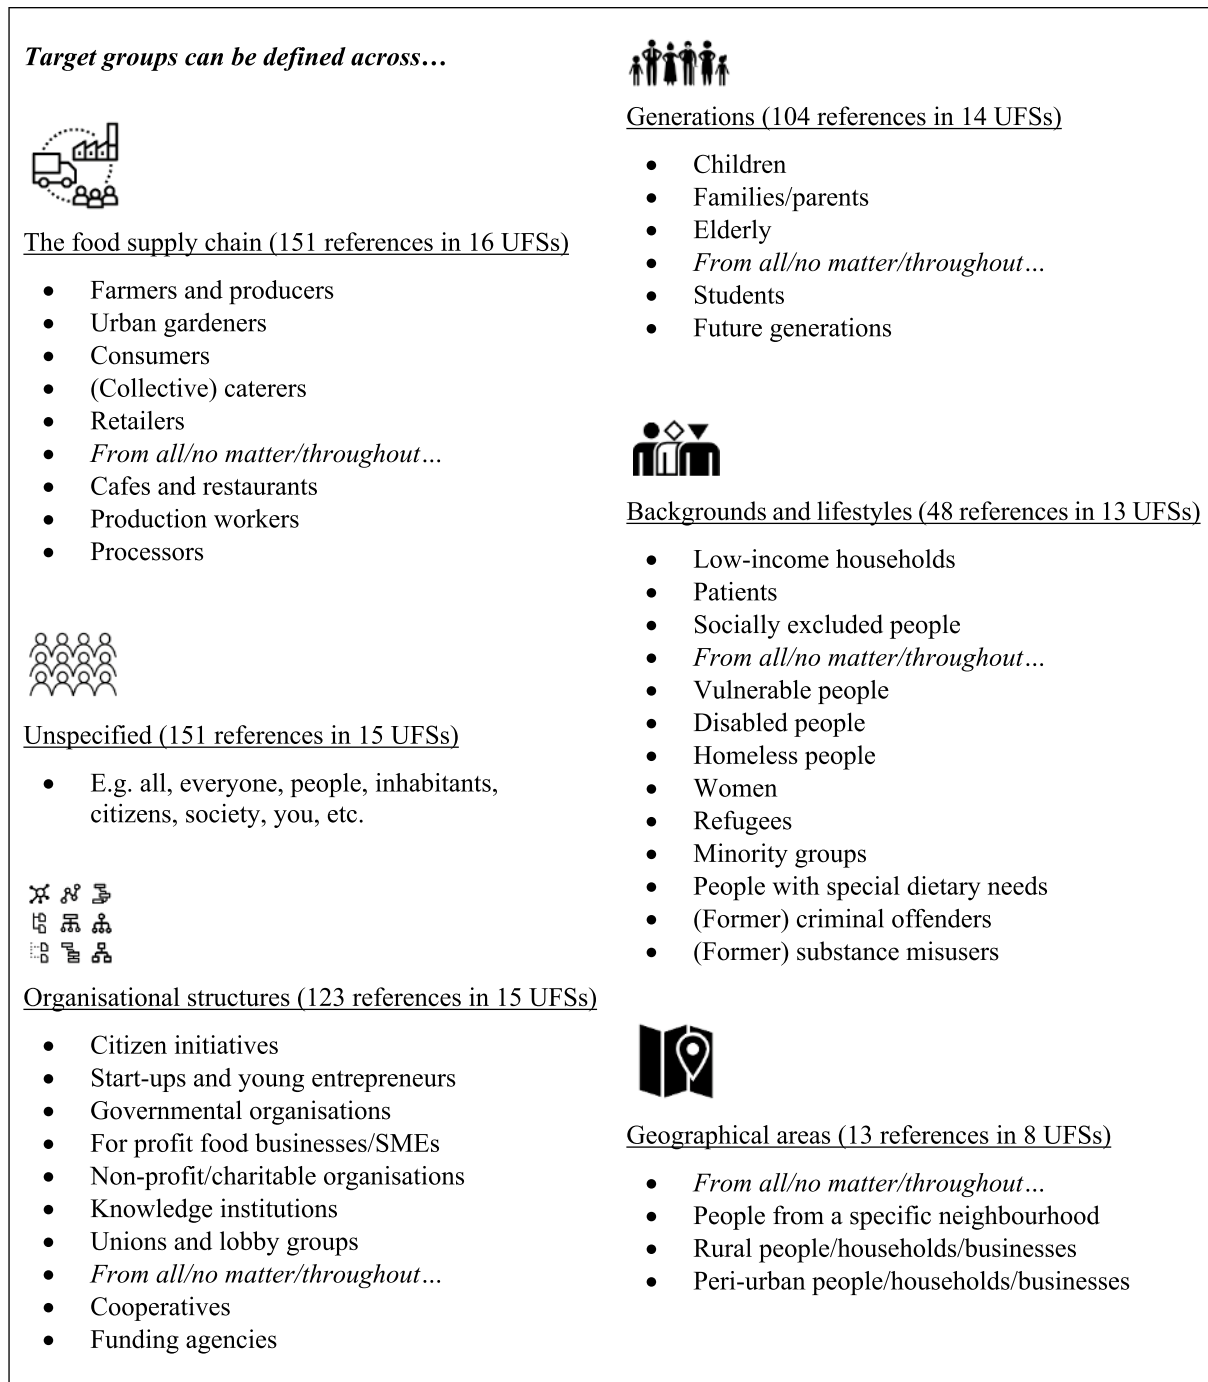 Target groups can be defined across…
The food supply chain (151 references in 16 UFSs)
• Farmers and producers
• Urban gardeners
• Consumers
• (Collective) caterers
• Retailers
• From all/no matter/throughout…
• Cafes and restaurants
• Production workers
• Processors
Unspecified (151 references in 15 UFSs)
• E.g. all, everyone, people, inhabitants,
citizens, society, you, etc.
Organisational structures (123 references in 15 UFSs)
• Citizen initiatives
• Start-ups and young entrepreneurs
• Governmental organisations
• For profit food businesses/SMEs
• Non-profit/charitable organisations
• Knowledge institutions
• Unions and lobby groups
• From all/no matter/throughout…
• Cooperatives
• Funding agencies
Generations (104 references in 14 UFSs)
• Children
• Families/parents
• Elderly
• From all/no matter/throughout…
• Students
• Future generations
Backgrounds and lifestyles (48 references in 13 UFSs)
• Low-income households
• Patients
• Socially excluded people
• From all/no matter/throughout…
• Vulnerable people
• Disabled people
• Homeless people
• Women
• Refugees
• Minority groups
• People with special dietary needs
• (Former) criminal offenders
• (Former) substance misusers
Geographical areas (13 references in 8 UFSs)
• From all/no matter/throughout…
• People from a specific neighbourhood
• Rural people/households/businesses
• Peri-urban people/households/businesses